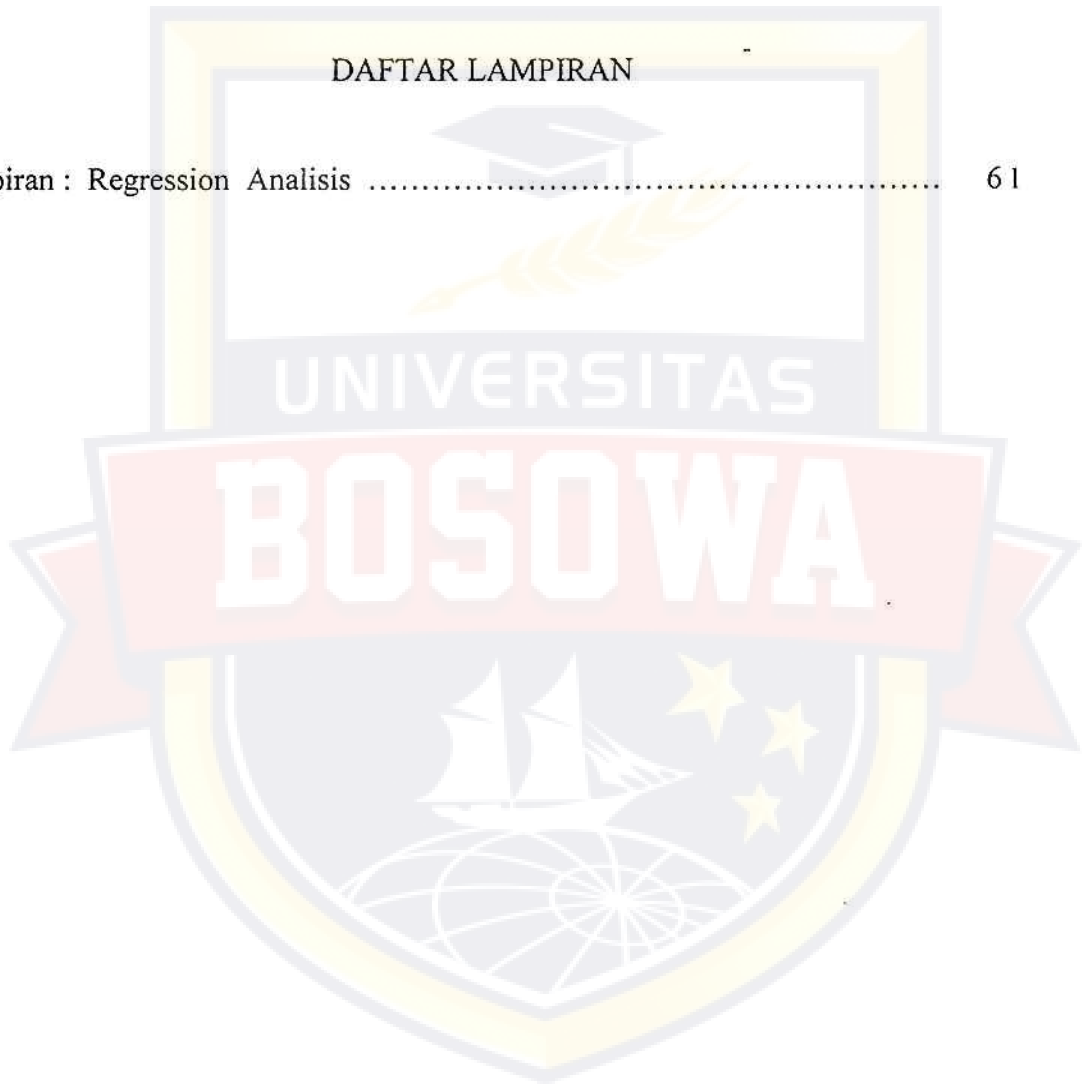 DAFTAR LAMPIRAN
piran : Regression Analisis ........................................................ 61
UNIVERSITAS
BOSOWA